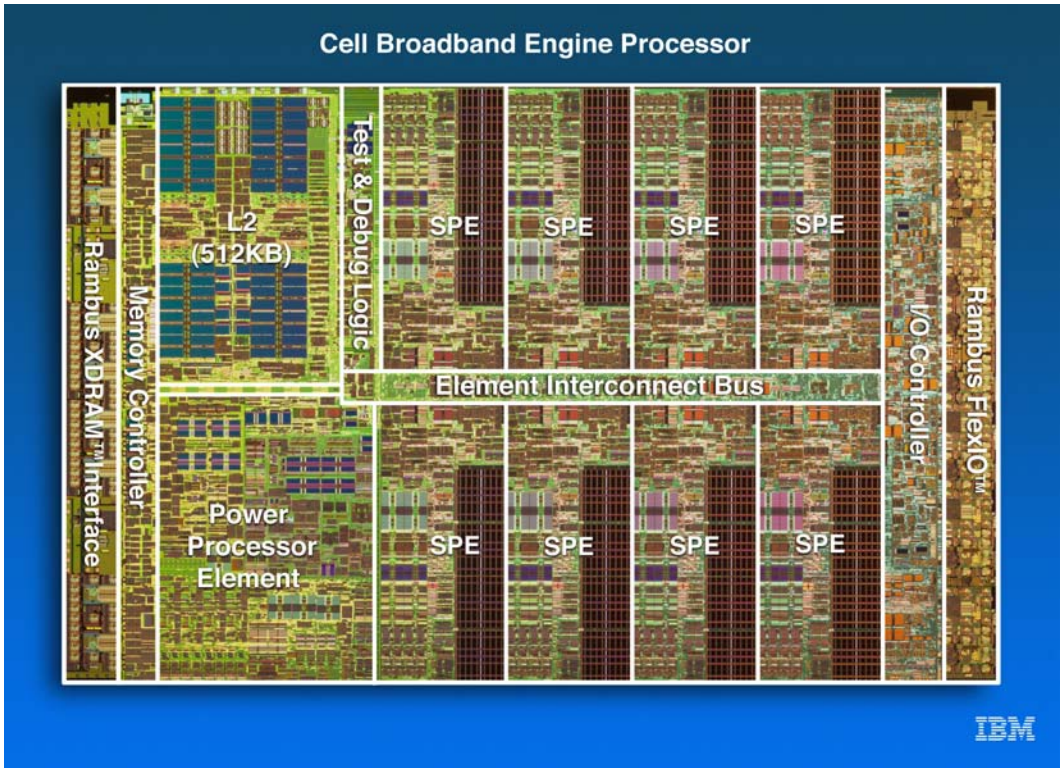 Cell Broadband Engine Processor
Rambus XDRAM™ Interface
Memory Controller
L2
(512KB)
Test & Debug Logic
SPE
SPE
SPE
SPE
I/O Controller
Rambus FlexIO™
Element Interconnect Bus
Power
Processor
Element
SPE
SPE
SPE
SPE
IBM